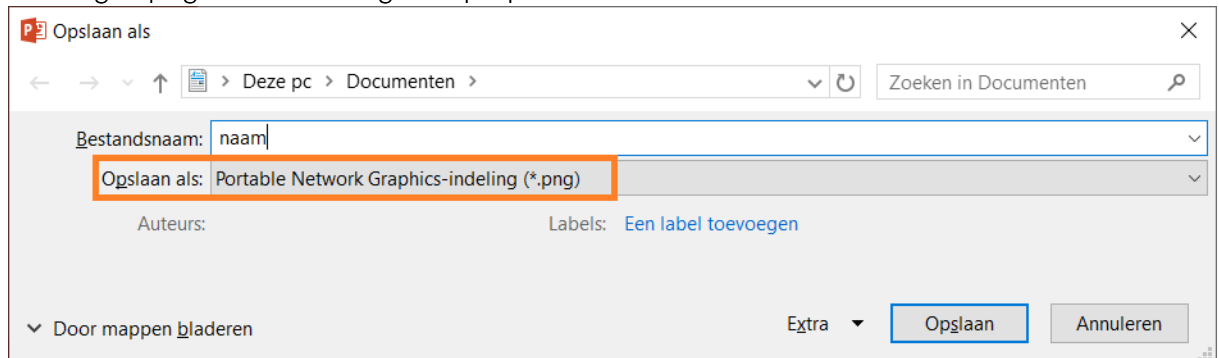 Opslaan als
> Deze pc > Documenten >
Zoeken in Documenten
Bestandsnaam: naam
Opslaan als: Portable Network Graphics-indeling (*.png)
Auteurs: Labels: Een label toevoegen
Door mappen bladeren Extra Opslaan Annuleren